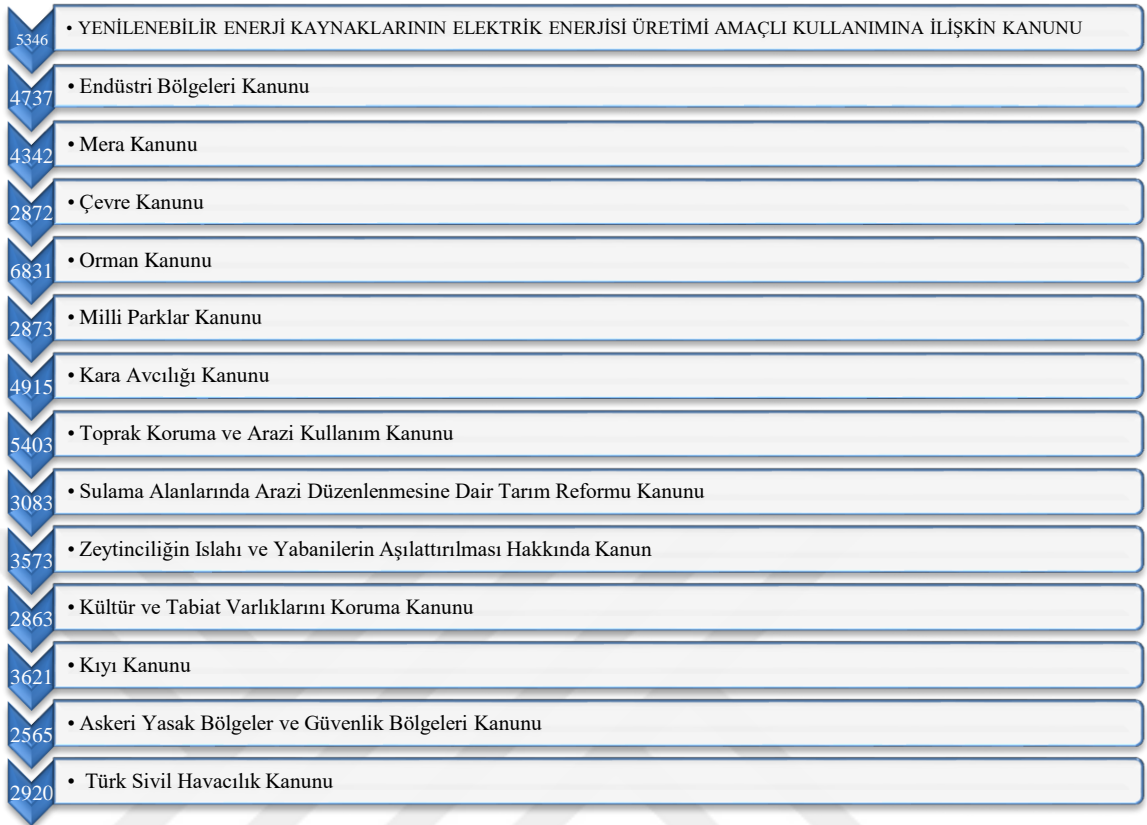 5346 • YENİLENEBİLİR ENERJİ KAYNAKLARININ ELEKTRİK ENERJİSİ ÜRETİMİ AMAÇLI KULLANIMINA İLİŞKİN KANUNU
4737 • Endüstri Bölgeleri Kanunu
4342 • Mera Kanunu
2872 • Çevre Kanunu
6831 • Orman Kanunu
2873 • Milli Parklar Kanunu
4915 • Kara Avcılığı Kanunu
5403 • Toprak Koruma ve Arazi Kullanım Kanunu
3083 • Sulama Alanlarında Arazi Düzenlenmesine Dair Tarım Reformu Kanunu
3573 • Zeytinciliğin Islahı ve Yabanilerin Aşılattırılması Hakkında Kanun
2863 • Kültür ve Tabiat Varlıklarını Koruma Kanunu
3621 • Kıyı Kanunu
2565 • Askeri Yasak Bölgeler ve Güvenlik Bölgeleri Kanunu
2920 • Türk Sivil Havacılık Kanunu